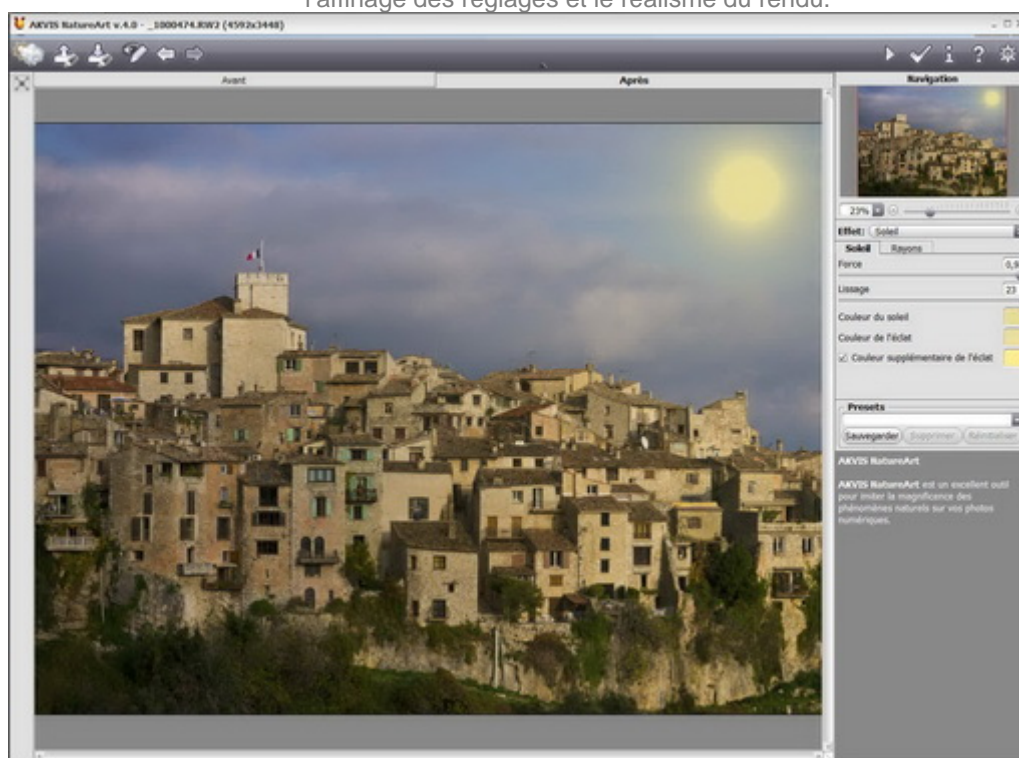 l'affinage des réglages et le réalisme du rendu.
AKVIS NatureArt v.4.0 - _1000474.RW2 (4592x3448)
Avant
Après
Navigation
23%
Effet: Soleil
Soleil Rayons
Force 0,9
Lissage 23
Couleur du soleil
Couleur de l'éclat
Couleur supplémentaire de l'éclat
Presets
Sauvegarder Supprimer Réinitialiser
AKVIS NatureArt
AKVIS NatureArt est un excellent outil
pour imiter la magnificence des
phénomènes naturels sur vos photos
numériques.